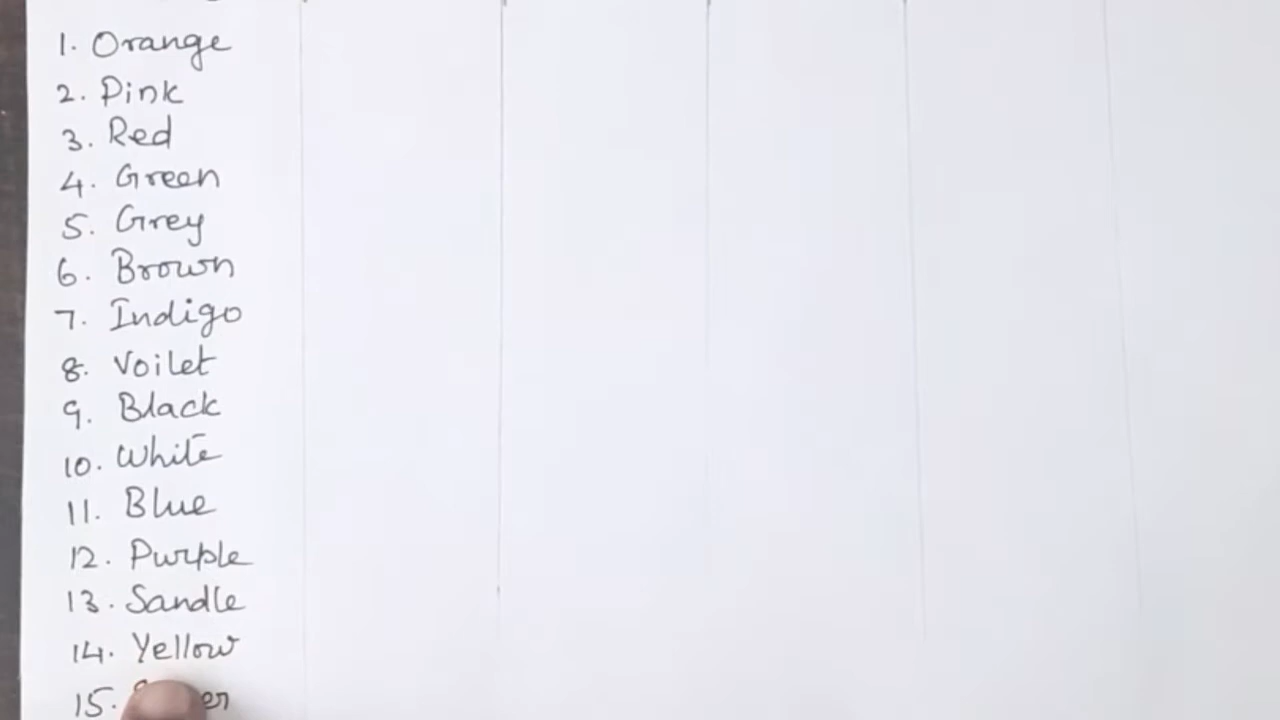 1. Orange
2. Pink
3. Red
4. Green
5. Grey
6. Brown
7. Indigo
8. Voilet
9. Black
10. White
11. Blue
12. Purple
13. Sandle
14. Yellow
15.